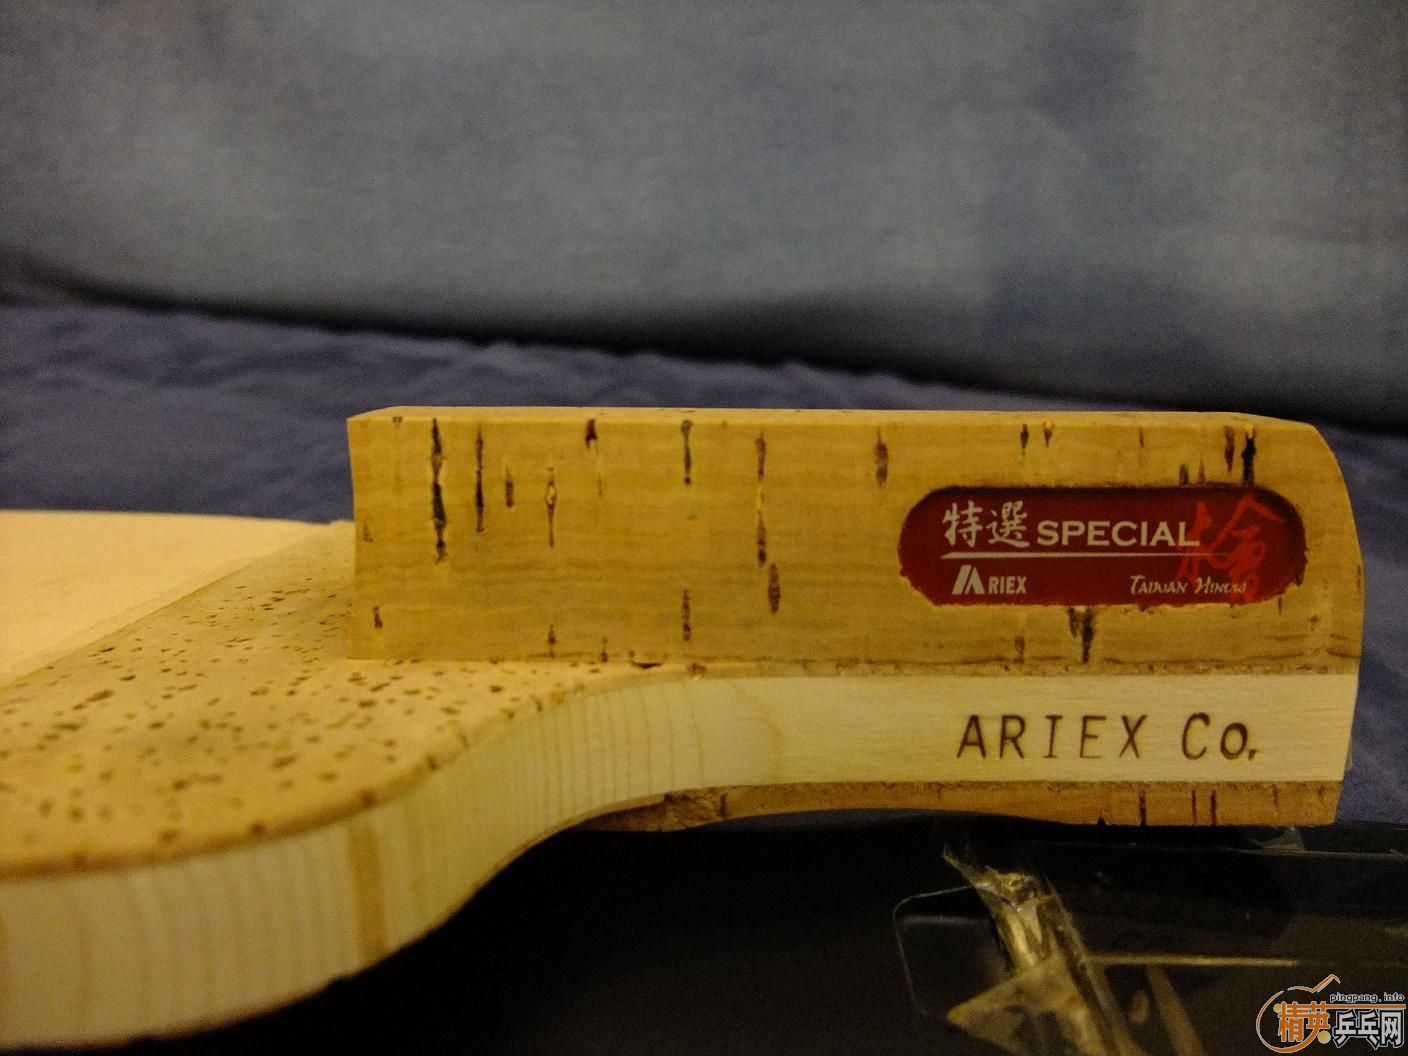 特選 SPECIAL
檜
ARIEX
TAIWAN HINOKI
ARIEX Co.
pingpang.info
精英乒乓网